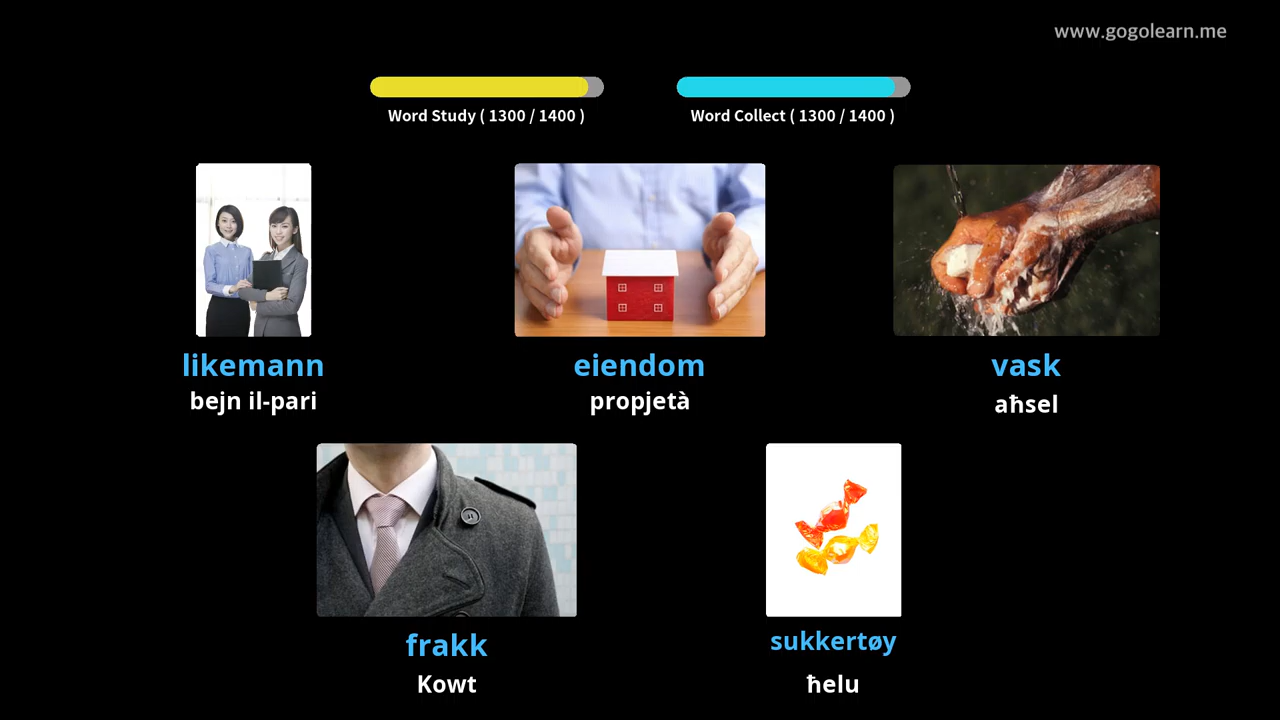 www.gogolearn.me
Word Study ( 1300 / 1400 )
Word Collect ( 1300 / 1400 )
likemann
bejn il-pari
eiendom
propjetà
vask
aħsel
frakk
Kowt
sukkertøy
ħelu